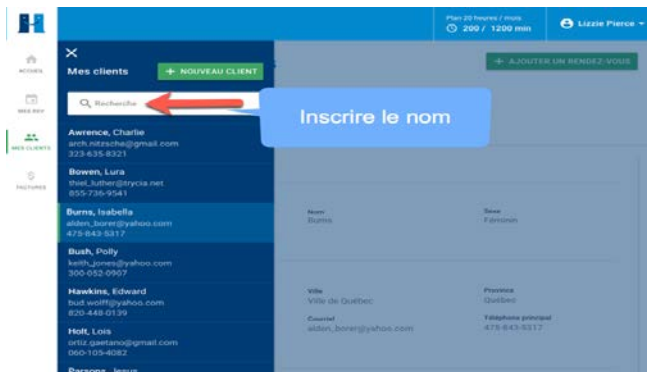 Plan 20 heures / mois
200 / 1200 min
Lizzie Pierce
ACCUEIL
MES RDV
MES CLIENTS
FACTURES
Mes clients
+ NOUVEAU CLIENT
Recherche
Awrence, Charlie
arch.nitzsche@gmail.com
323-635-8321
Bowen, Lura
thiel_luther@trycia.net
855-736-9541
Burns, Isabella
alden_borer@yahoo.com
475-843-5317
Bush, Polly
keith_jones@yahoo.com
300-052-0907
Hawkins, Edward
bud.wolff@yahoo.com
820-448-0139
Holt, Lois
ortiz.gaetano@gmail.com
060-105-4082
Parsons, Jesus
+ AJOUTER UN RENDEZ-VOUS
Inscrire le nom
Nom
Burns
Sexe
Féminin
Ville
Ville de Québec
Province
Québec
Courriel
alden_borer@yahoo.com
Téléphone principal
475-843-5317